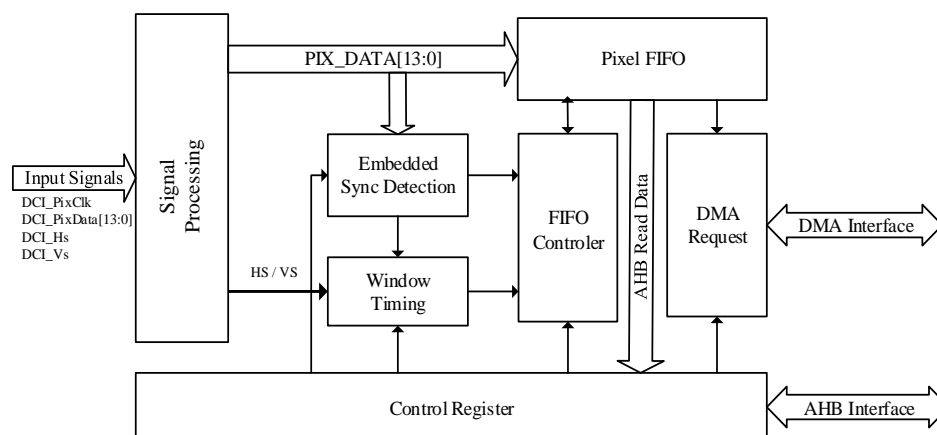 PIX_DATA[13:0]
Pixel FIFO
Signal
Processing
Input Signals
DCI_PixClk
DCI_PixData[13:0]
DCI_Hs
DCI_Vs
Embedded
Sync Detection
HS / VS
Window
Timing
FIFO
Controler
AHB Read Data
DMA
Request
DMA Interface
Control Register
AHB Interface